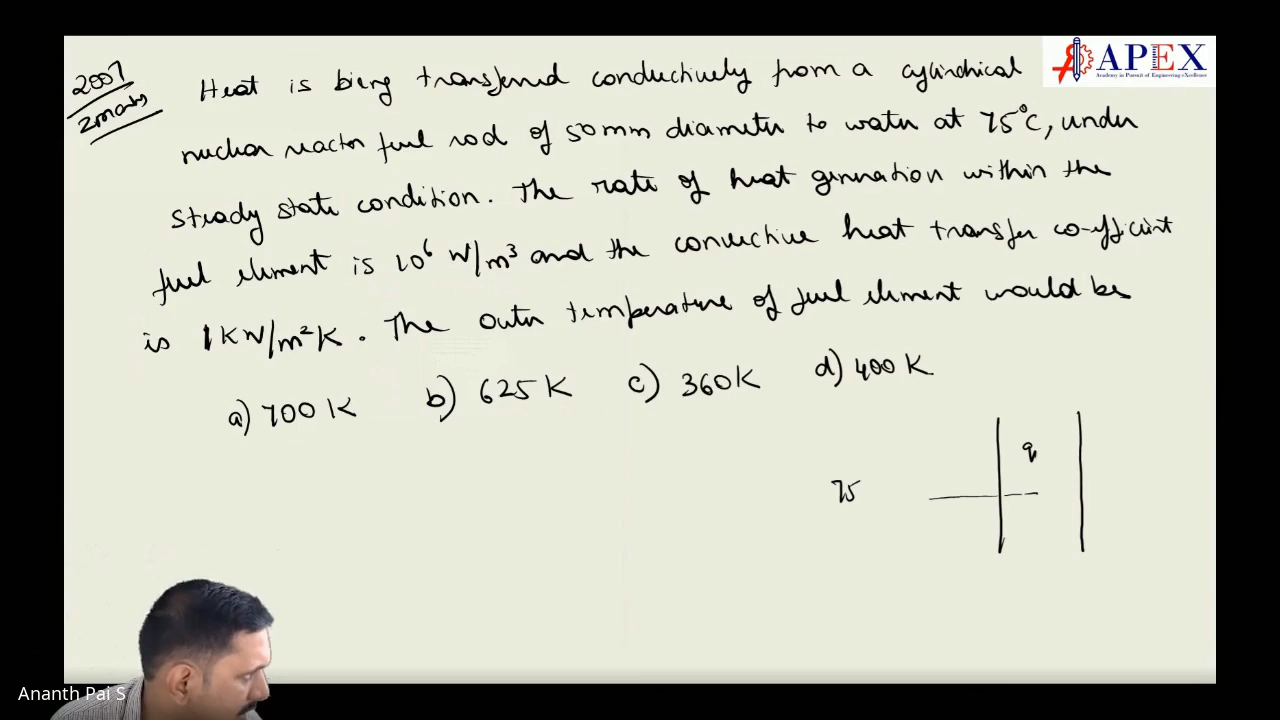 2007
2marks
APEX
Academy in Pursuit of Engineering eXcellence
Heat is being transferred conductively from a cylindrical
nuclear reactor fuel rod of 50mm diameter to water at 75°C, under
steady state condition. The rate of heat generation within the
fuel element is 10⁶ W/m³ and the convective heat transfer co-efficient
is 1KW/m²K. The outer temperature of fuel element would be
a) 700 K b) 625 K c) 360K d) 400 K
q
75
Ananth Pai S